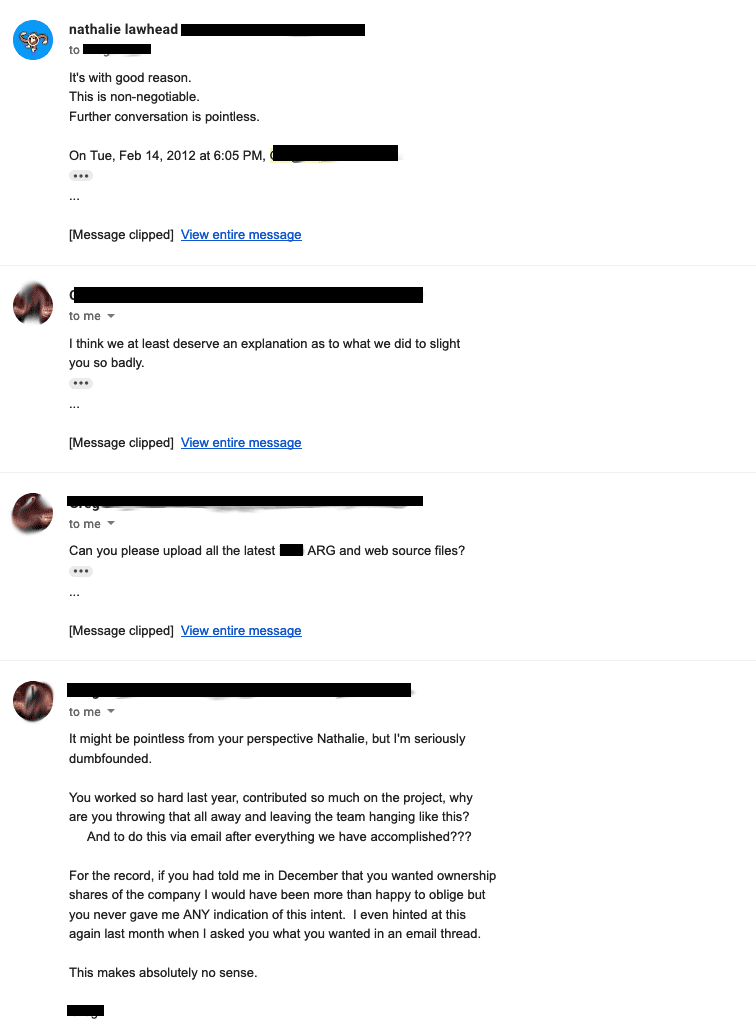 nathalie lawhead
to
It's with good reason.
This is non-negotiable.
Further conversation is pointless.
On Tue, Feb 14, 2012 at 6:05 PM,
...
[Message clipped] View entire message
to me
I think we at least deserve an explanation as to what we did to slight
you so badly.
...
[Message clipped] View entire message
to me
Can you please upload all the latest ARG and web source files?
...
[Message clipped] View entire message
to me
It might be pointless from your perspective Nathalie, but I'm seriously
dumbfounded.
You worked so hard last year, contributed so much on the project, why
are you throwing that all away and leaving the team hanging like this?
And to do this via email after everything we have accomplished???
For the record, if you had told me in December that you wanted ownership
shares of the company I would have been more than happy to oblige but
you never gave me ANY indication of this intent.  I even hinted at this
again last month when I asked you what you wanted in an email thread.
This makes absolutely no sense.